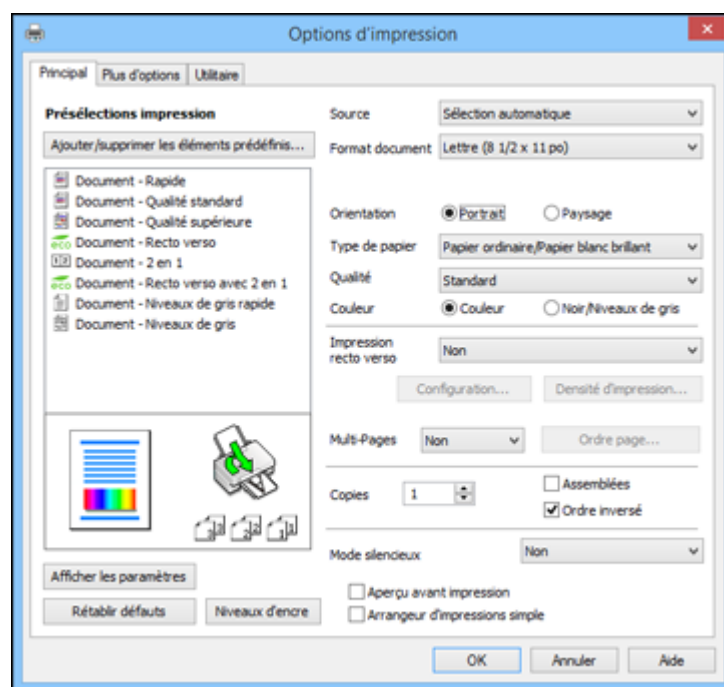 Options d'impression
Principal Plus d'options Utilitaire
Présélections impression
Ajouter/supprimer les éléments prédéfinis...
Document - Rapide
Document - Qualité standard
Document - Qualité supérieure
eco Document - Recto verso
Document - 2 en 1
eco Document - Recto verso avec 2 en 1
Document - Niveaux de gris rapide
Document - Niveaux de gris
Afficher les paramètres
Rétablir défauts Niveaux d'encre
Source Sélection automatique
Format document Lettre (8 1/2 x 11 po)
Orientation Portrait Paysage
Type de papier Papier ordinaire/Papier blanc brillant
Qualité Standard
Couleur Couleur Noir/Niveaux de gris
Impression
recto verso Non
Configuration... Densité d'impression...
Multi-Pages Non Ordre page...
Copies 1 Assemblées
Ordre inversé
Mode silencieux Non
Aperçu avant impression
Arrangeur d'impressions simple
OK Annuler Aide